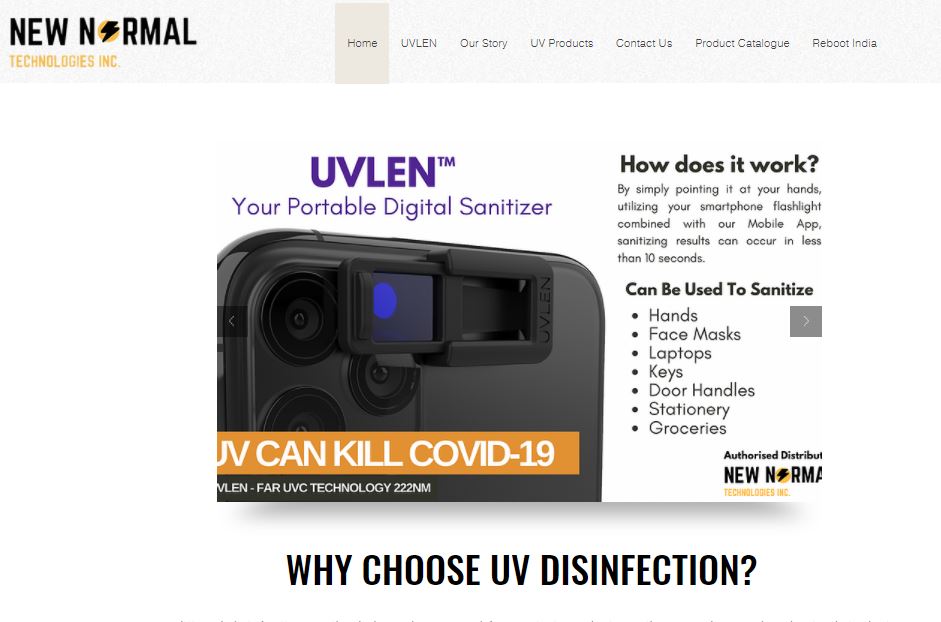 NEW NORMAL
TECHNOLOGIES INC.
Home
UVLEN
Our Story
UV Products
Contact Us
Product Catalogue
Reboot India
UVLEN™
Your Portable Digital Sanitizer
UVLEN
UV CAN KILL COVID-19
VLEN - FAR UVC TECHNOLOGY 222NM
How does it work?
By simply pointing it at your hands,
utilizing your smartphone flashlight
combined with our Mobile App,
sanitizing results can occur in less
than 10 seconds.
Can Be Used To Sanitize
• Hands
• Face Masks
• Laptops
• Keys
• Door Handles
• Stationery
• Groceries
Authorised Distribut
NEW NORMA
TECHNOLOGIES INC.
WHY CHOOSE UV DISINFECTION?